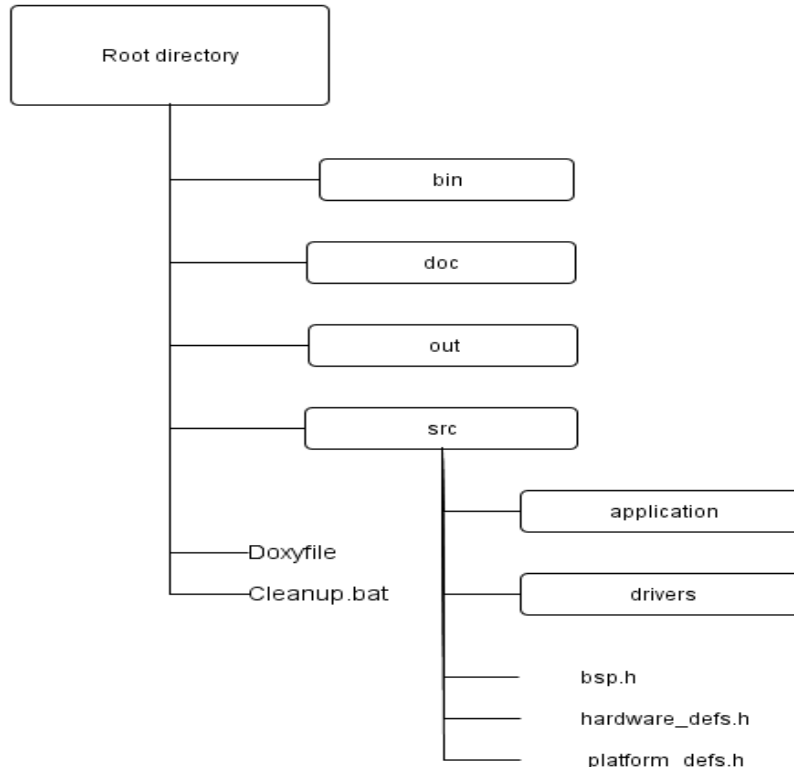 Root directory
bin
doc
out
src
application
Doxyfile
drivers
Cleanup.bat
bsp.h
hardware_defs.h
platform_defs.h